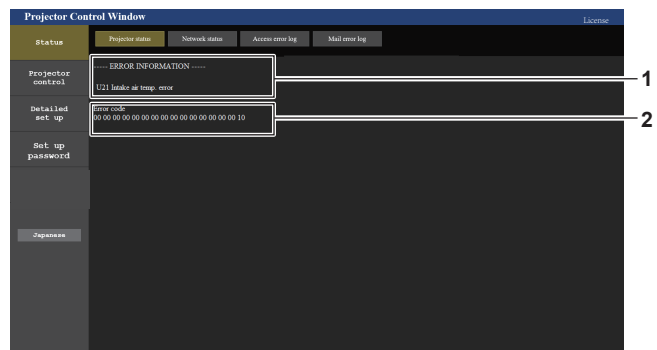 Projector Control Window
License
Status
Projector status
Network status
Access error log
Mail error log
Projector
control
Detailed
set up
Set up
password
Japanese
----- ERROR INFORMATION -----
U21 Intake air temp. error
Error code
00 00 00 00 00 00 00 00 00 00 00 00 00 00 00 10
1
2